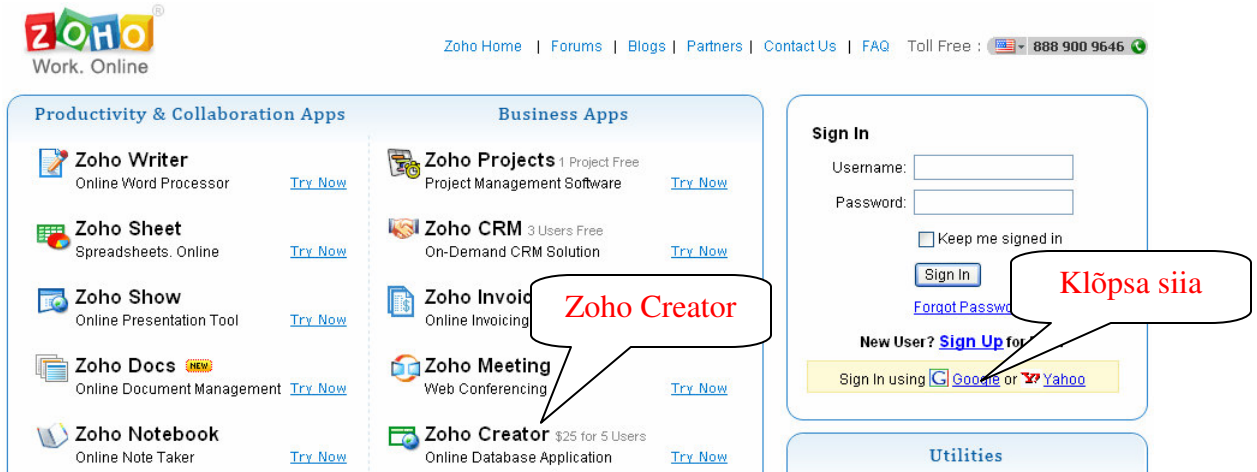 ZOHO®
Work. Online
Zoho Home | Forums | Blogs | Partners | Contact Us | FAQ Toll Free : 888 900 9646
Productivity & Collaboration Apps
Zoho Writer
Online Word Processor Try Now
Zoho Sheet
Spreadsheets. Online Try Now
Zoho Show
Online Presentation Tool Try Now
Zoho Docs NEW
Online Document Management Try Now
Zoho Notebook
Online Note Taker Try Now
Business Apps
Zoho Projects 1 Project Free
Project Management Software Try Now
Zoho CRM 3 Users Free
On-Demand CRM Solution Try Now
Zoho
Online Invoicing
Zoho Creator
Zoho Meeting
Web Conferencing Try Now
Zoho Creator $25 for 5 Users
Online Database Application Try Now
Sign In
Username:
Password:
Keep me signed in
Sign In
Klõpsa siia
Forgot
New User? Sign Up for
Sign In using G Google or Y! Yahoo
Utilities